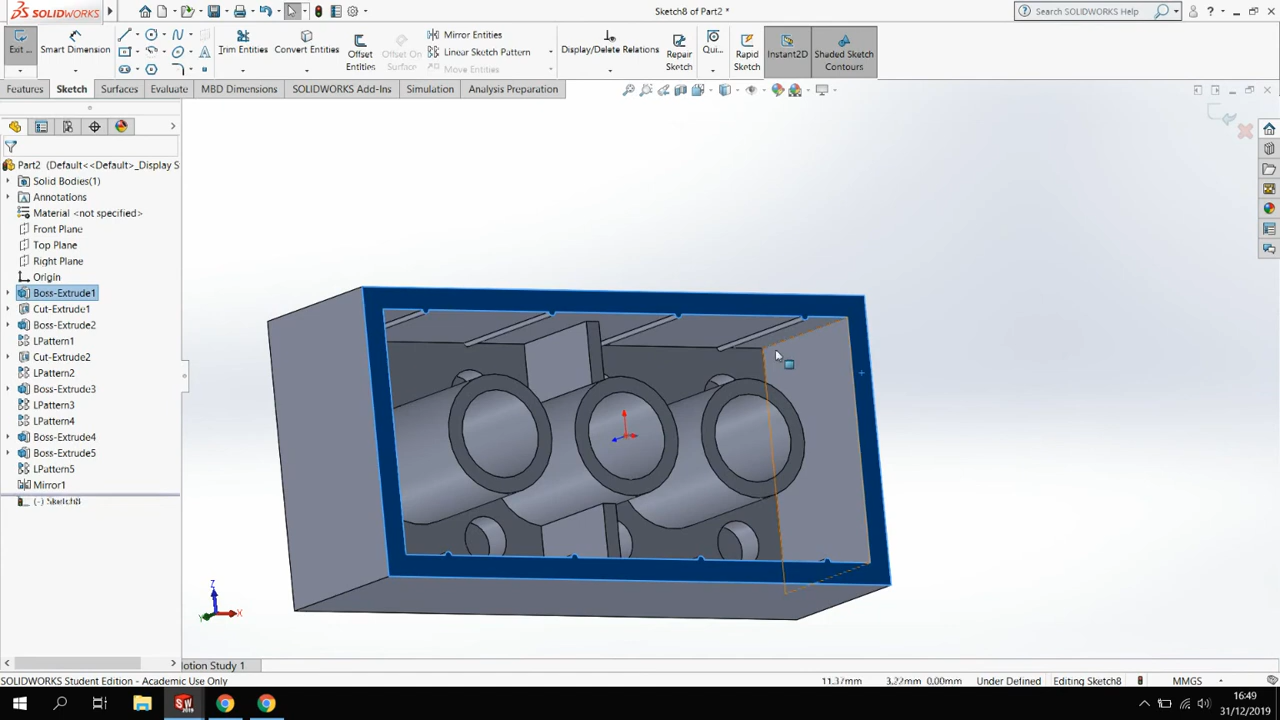 SOLIDWORKS
Sketch8 of Part2 *
Search SOLIDWORKS Help
Exit ...
Smart Dimension
Trim Entities
Convert Entities
Offset Entities
Offset On Surface
Mirror Entities
Linear Sketch Pattern
Move Entities
Display/Delete Relations
Repair Sketch
Qui...
Rapid Sketch
Instant2D
Shaded Sketch Contours
Features
Sketch
Surfaces
Evaluate
MBD Dimensions
SOLIDWORKS Add-Ins
Simulation
Analysis Preparation
Part2 (Default<<Default>_Display S
Solid Bodies(1)
Annotations
Material <not specified>
Front Plane
Top Plane
Right Plane
Origin
Boss-Extrude1
Cut-Extrude1
Boss-Extrude2
LPattern1
Cut-Extrude2
LPattern2
Boss-Extrude3
LPattern3
LPattern4
Boss-Extrude4
Boss-Extrude5
LPattern5
Mirror1
(-) Sketch8
Z
X
Y
otion Study 1
SOLIDWORKS Student Edition - Academic Use Only
11.37mm
3.22mm 0.00mm
Under Defined
Editing Sketch8
MMGS
SW
2019
16:49
31/12/2019